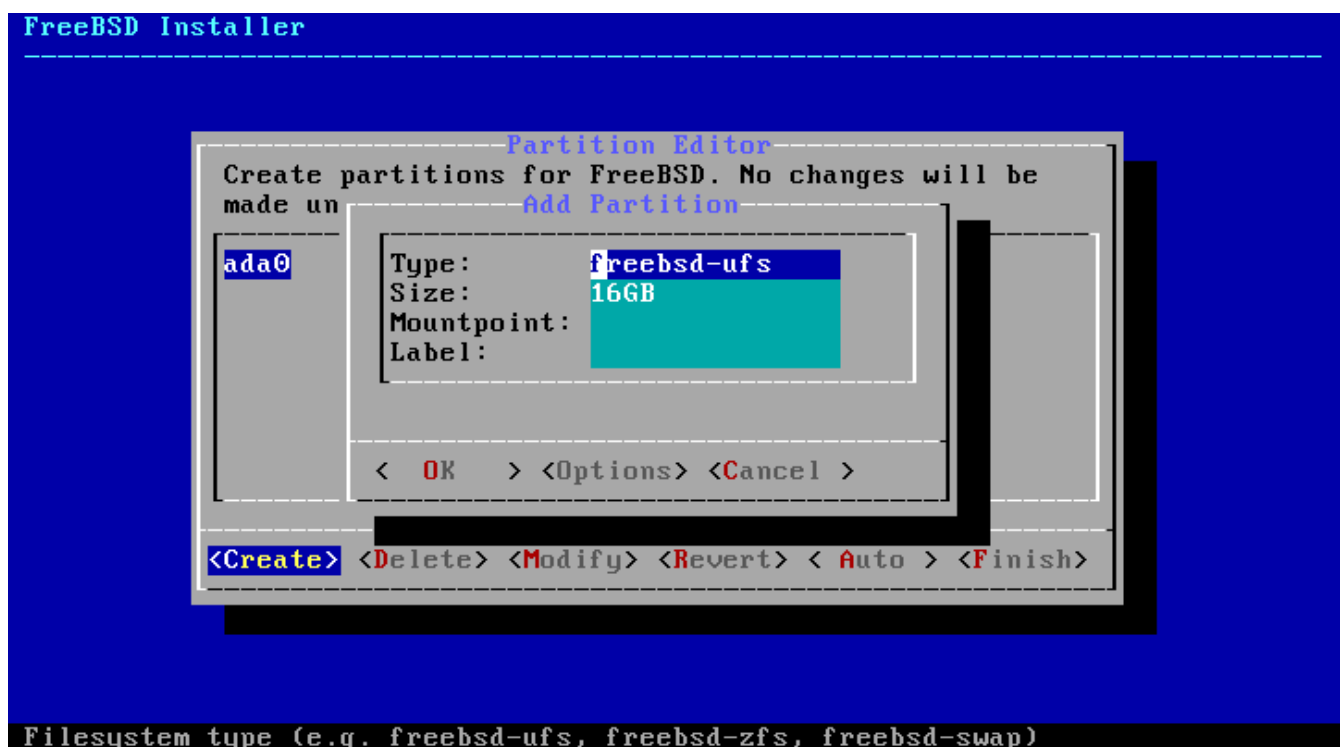 FreeBSD Installer
Partition Editor
Create partitions for FreeBSD. No changes will be
made un
Add Partition
ada0
Type: freebsd-ufs
Size: 16GB
Mountpoint:
Label:
< OK > <Options> <Cancel >
<Create> <Delete> <Modify> <Revert> < Auto > <Finish>
Filesystem type (e.g. freebsd-ufs, freebsd-zfs, freebsd-swap)